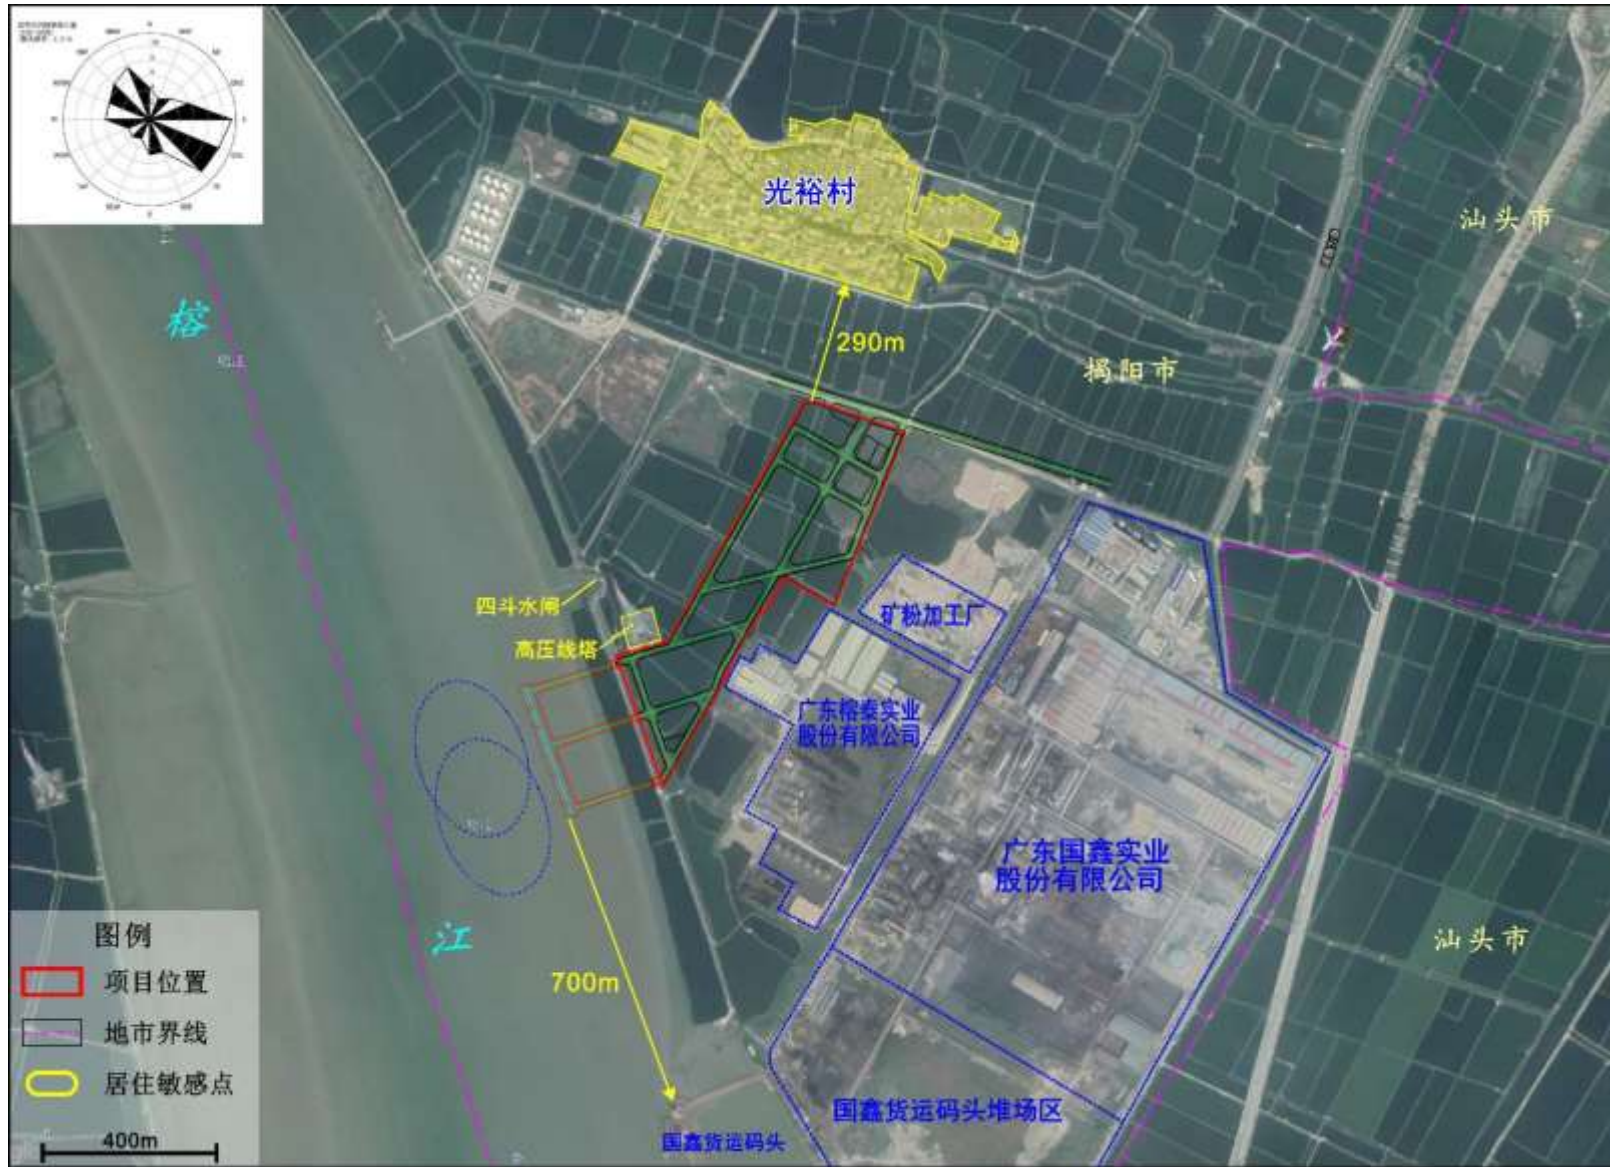 光裕村
汕头市
榕
290m
揭阳市
四斗水闸
高压线塔
矿粉加工厂
广东榕泰实业
股份有限公司
广东国鑫实业
股份有限公司
江
汕头市
700m
图例
项目位置
地市界线
居住敏感点
400m
国鑫货运码头堆场区
国鑫货运码头